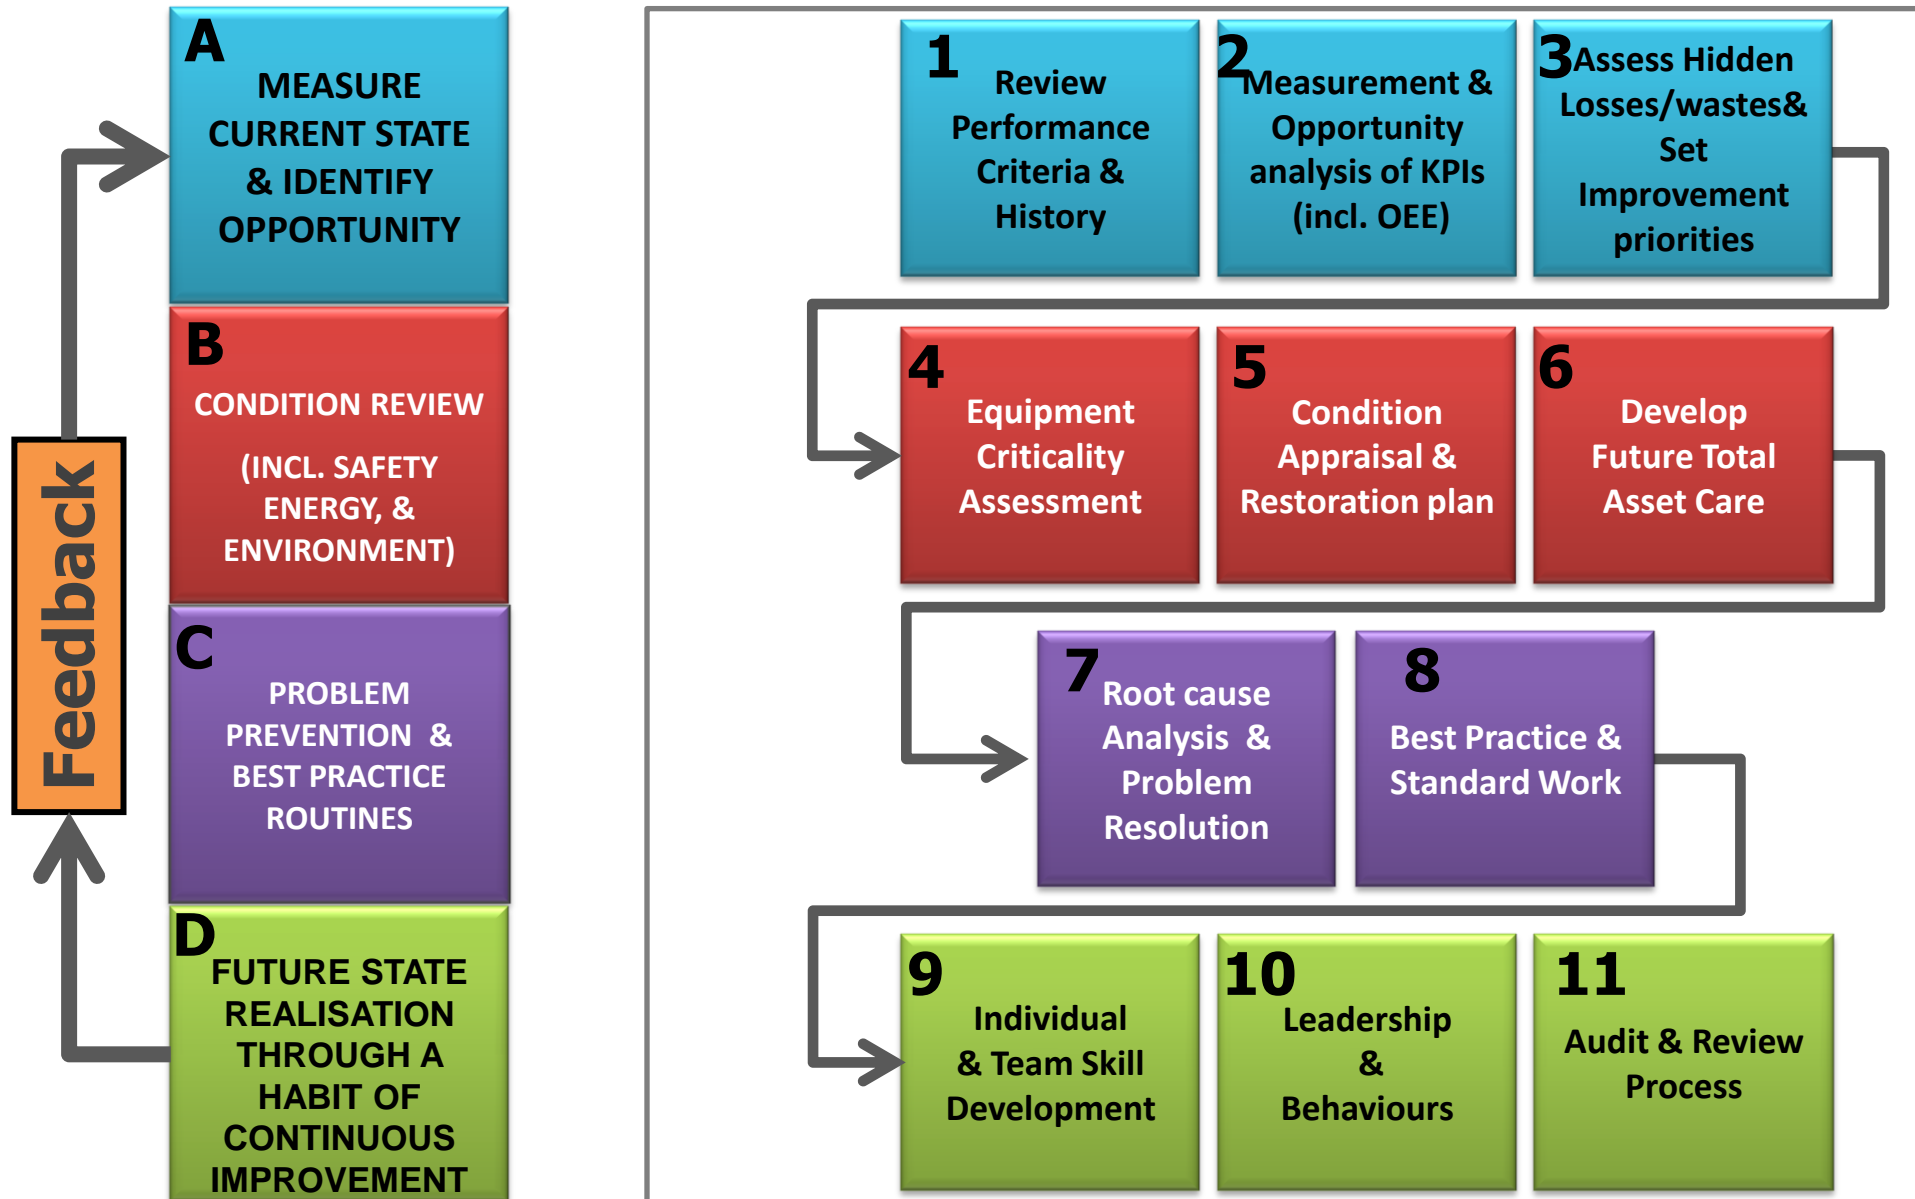 A
MEASURE
CURRENT STATE
& IDENTIFY
OPPORTUNITY
B
CONDITION REVIEW
(INCL. SAFETY
ENERGY, &
ENVIRONMENT)
C
PROBLEM
PREVENTION &
BEST PRACTICE
ROUTINES
D
FUTURE STATE
REALISATION
THROUGH A
HABIT OF
CONTINUOUS
IMPROVEMENT
Feedback
1
Review
Performance
Criteria &
History
2
Measurement &
Opportunity
analysis of KPIs
(incl. OEE)
3
Assess Hidden
Losses/wastes&
Set
Improvement
priorities
4
Equipment
Criticality
Assessment
5
Condition
Appraisal &
Restoration plan
6
Develop
Future Total
Asset Care
7
Root cause
Analysis &
Problem
Resolution
8
Best Practice &
Standard Work
9
Individual
& Team Skill
Development
10
Leadership
&
Behaviours
11
Audit & Review
Process